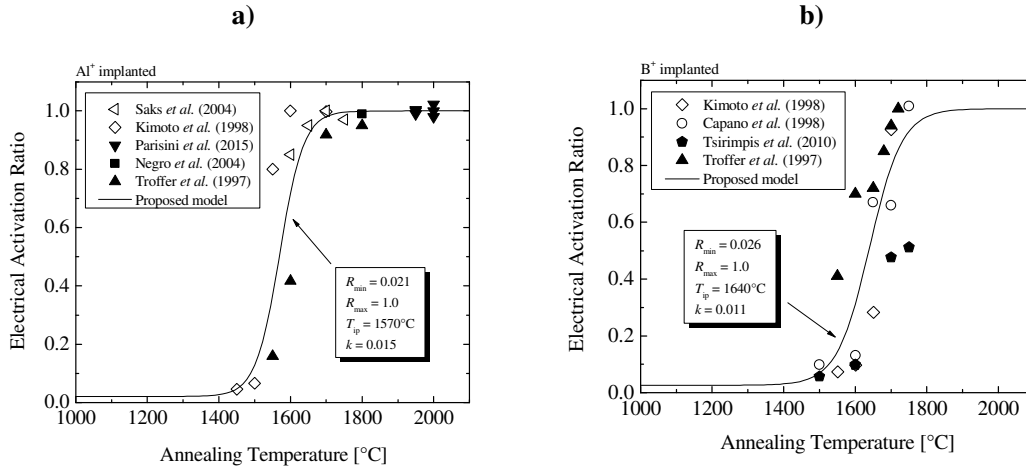 a)
Al⁺ implanted
Saks et al. (2004)
Kimoto et al. (1998)
Parisini et al. (2015)
Negro et al. (2004)
Troffer et al. (1997)
Proposed model
R_min = 0.021
R_max = 1.0
T_ip = 1570°C
k = 0.015
1.0
0.8
0.6
0.4
0.2
0.0
Electrical Activation Ratio
1000 1200 1400 1600 1800 2000
Annealing Temperature [°C]
b)
B⁺ implanted
Kimoto et al. (1998)
Capano et al. (1998)
Tsirimpis et al. (2010)
Troffer et al. (1997)
Proposed model
R_min = 0.026
R_max = 1.0
T_ip = 1640°C
k = 0.011
1.0
0.8
0.6
0.4
0.2
0.0
Electrical Activation Ratio
1000 1200 1400 1600 1800 2000
Annealing Temperature [°C]